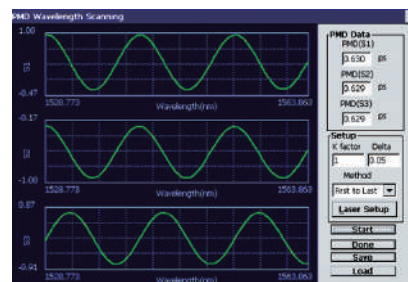 PMD Wavelength Scanning
1.00
S1
-0.47
1528.773
Wavelength(nm)
1563.863
-0.17
-1.00
1528.773
Wavelength(nm)
1563.863
0.87
-0.91
1528.773
Wavelength(nm)
1563.863
PMD Data
PMD(S1)
0.630 ps
PMD(S2)
0.629 ps
PMD(S3)
0.629 ps
Setup
K factor Delta
1 0.05
Method
First to Last
Laser Setup
Start
Done
Save
Load